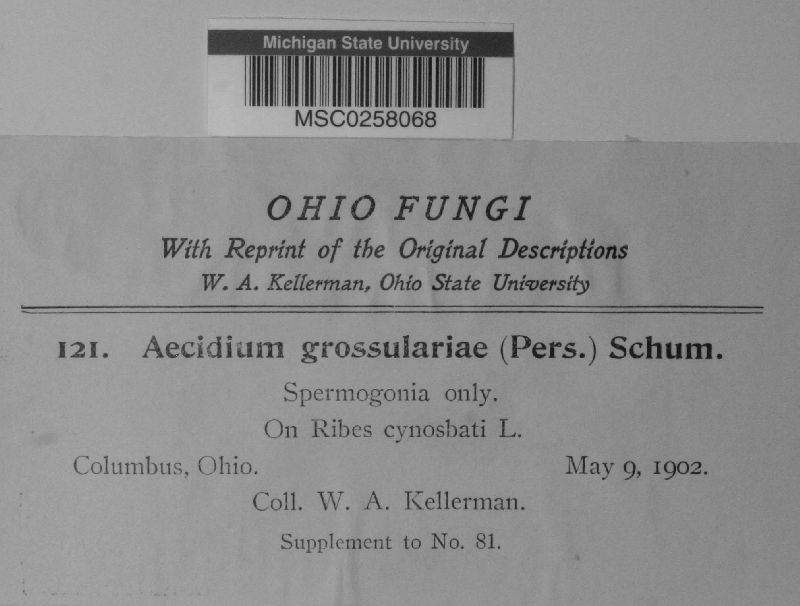 Michigan State University
MSC0258068
OHIO FUNGI
With Reprint of the Original Descriptions
W. A. Kellerman, Ohio State University
121. Aecidium grossulariae (Pers.) Schum.
Spermogonia only.
On Ribes cynosbati L.
Columbus, Ohio. May 9, 1902.
Coll. W. A. Kellerman.
Supplement to No. 81.